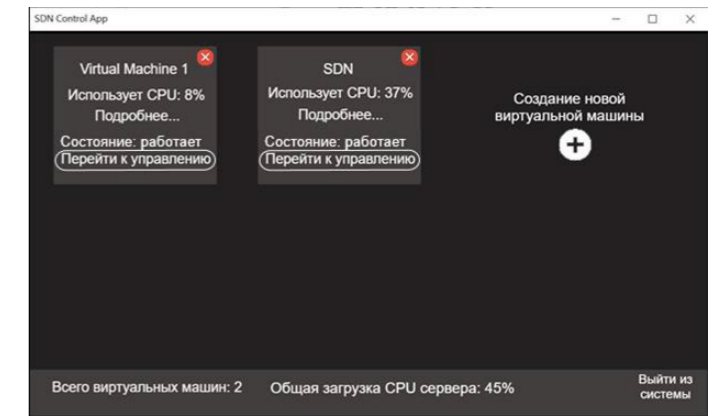 SDN Control App
Virtual Machine 1
Использует CPU: 8%
Подробнее...
Состояние: работает
Перейти к управлению
SDN
Использует CPU: 37%
Подробнее...
Состояние: работает
Перейти к управлению
Создание новой
виртуальной машины
Всего виртуальных машин: 2
Общая загрузка CPU сервера: 45%
Выйти из
системы